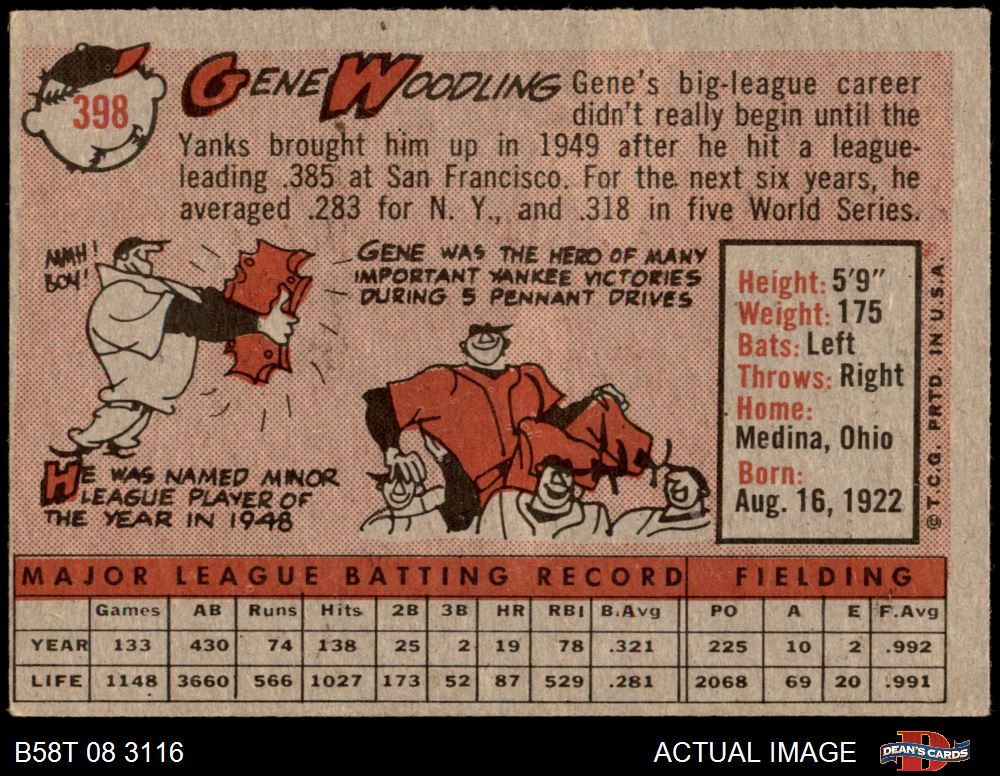 398
GENE WOODLING
Gene's big-league career
didn't really begin until the
Yanks brought him up in 1949 after he hit a league-
leading .385 at San Francisco. For the next six years, he
averaged .283 for N. Y., and .318 in five World Series.
MAH!
BOY!
GENE WAS THE HERO OF MANY
IMPORTANT YANKEE VICTORIES
DURING 5 PENNANT DRIVES
HE WAS NAMED MINOR
LEAGUE PLAYER OF
THE YEAR IN 1948
Height: 5'9"
Weight: 175
Bats: Left
Throws: Right
Home:
Medina, Ohio
Born:
Aug. 16, 1922
© T.C.G. PRTD. IN U.S.A.
MAJOR LEAGUE BATTING RECORD FIELDING
Games AB Runs Hits 2B 3B HR RBI B.Avg PO A E F.Avg
YEAR 133 430 74 138 25 2 19 78 .321 225 10 2 .992
LIFE 1148 3660 566 1027 173 52 87 529 .281 2068 69 20 .991
B58T 08 3116
ACTUAL IMAGE
DEAN'S CARDS